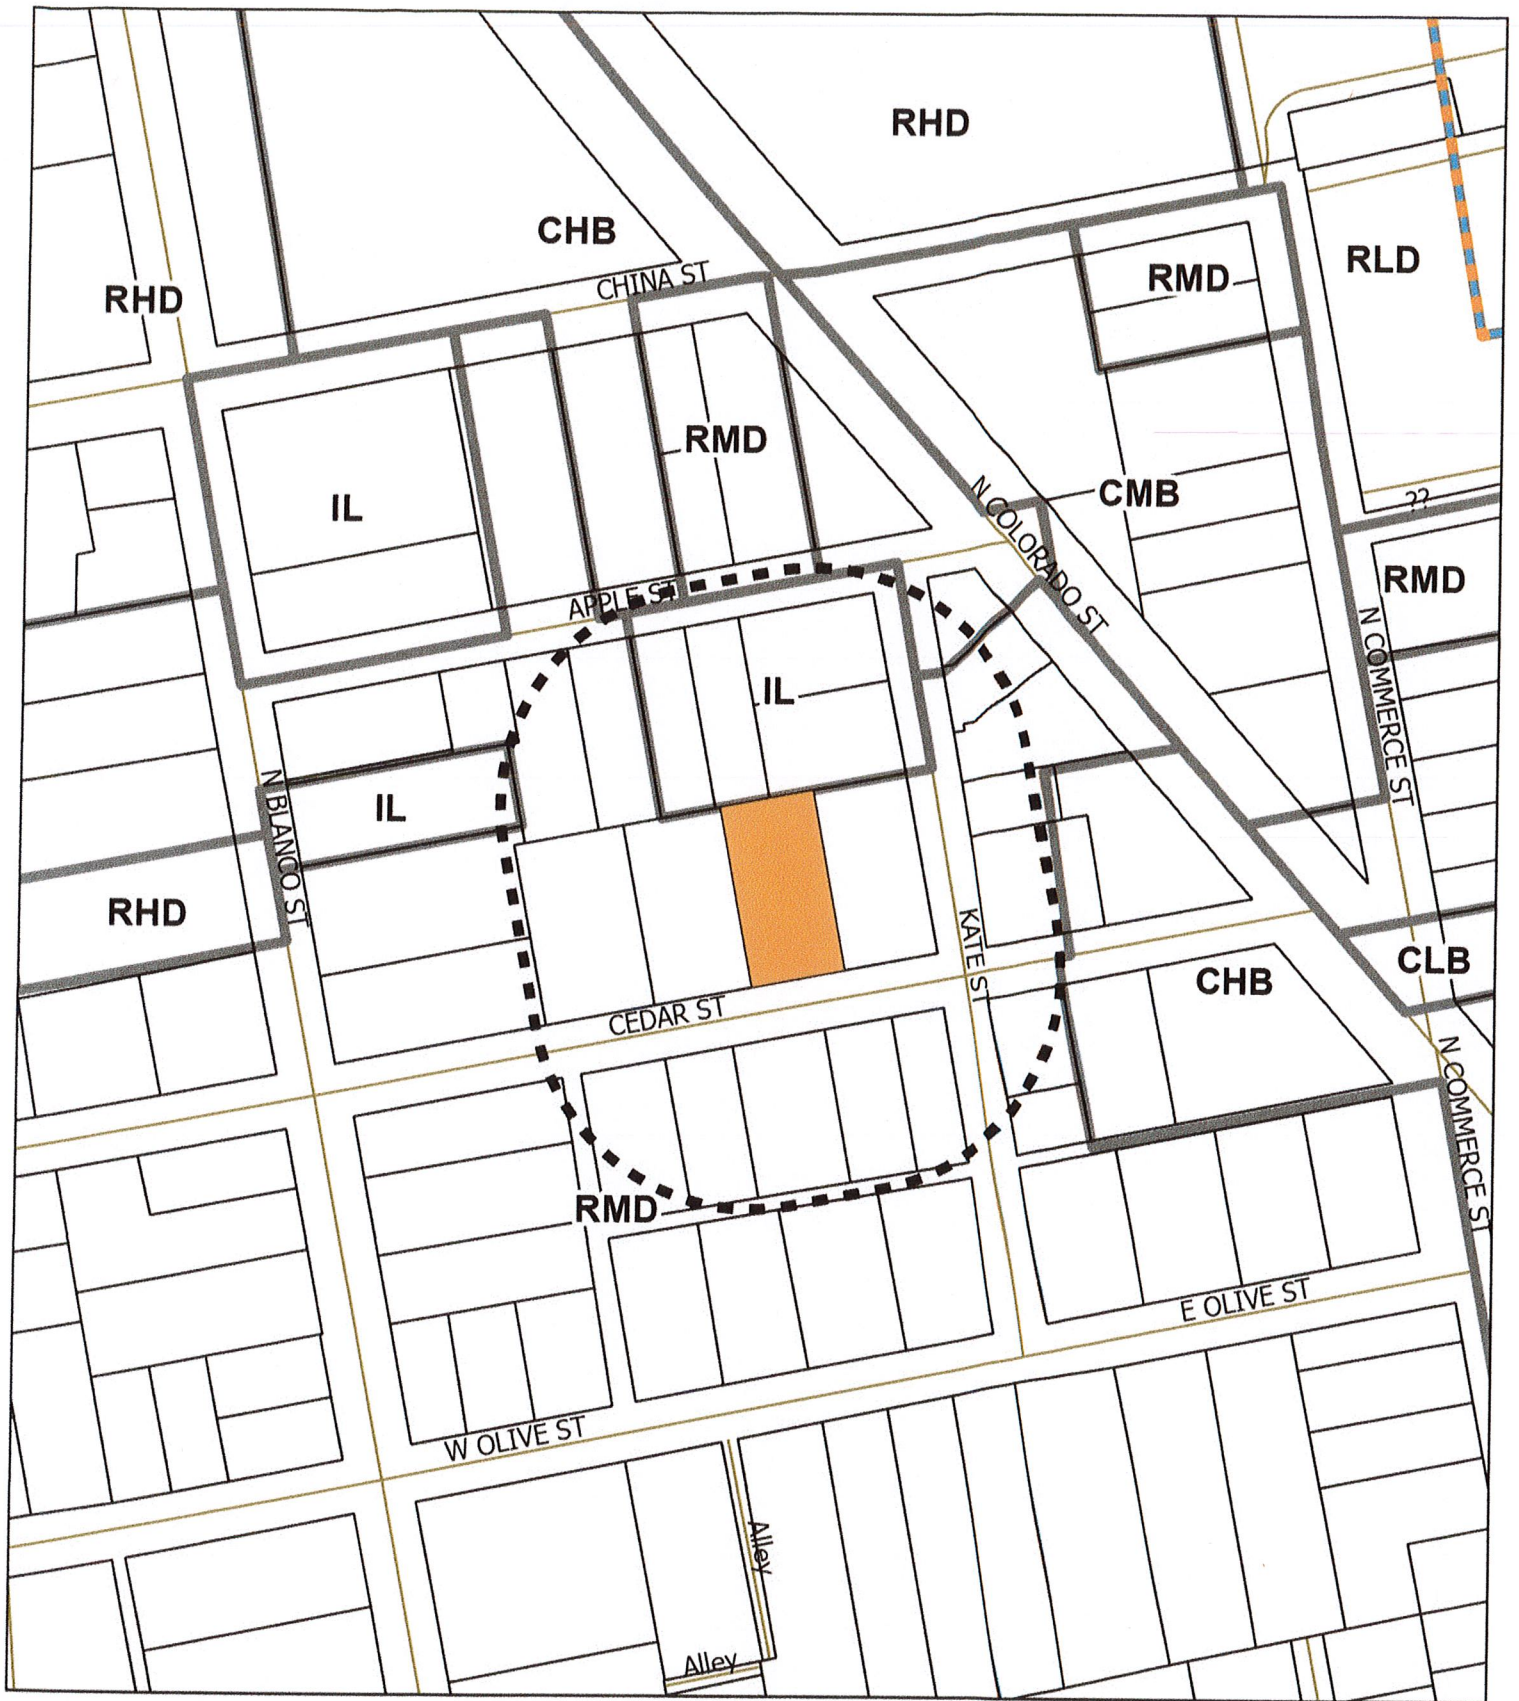 RHD
CHB
RMD
RLD
CHINA ST
RHD
RMD
IL
CMB
N COLORADO ST
??
RMD
APPLE ST
N COMMERCE ST
IL
N BLANCO ST
IL
RHD
KATE ST
CLB
CHB
CEDAR ST
N COMMERCE ST
RMD
E OLIVE ST
W OLIVE ST
Alley
Alley